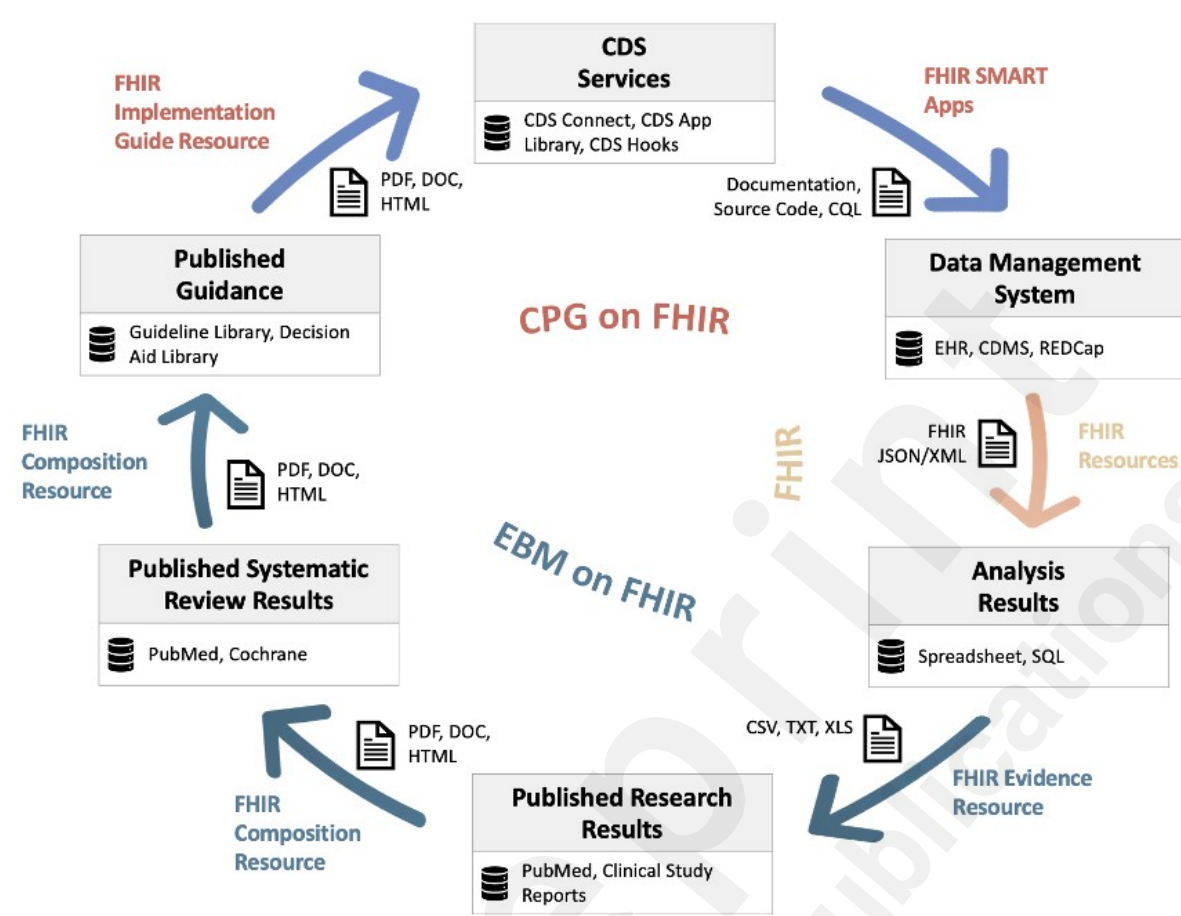 CDS
Services
CDS Connect, CDS App
Library, CDS Hooks
FHIR SMART
Apps
Documentation,
Source Code, CQL
Data Management
System
EHR, CDMS, REDCap
FHIR
JSON/XML
FHIR
Resources
Analysis
Results
Spreadsheet, SQL
CSV, TXT, XLS
FHIR Evidence
Resource
Published Research
Results
PubMed, Clinical Study
Reports
PDF, DOC,
HTML
FHIR
Composition
Resource
Published Systematic
Review Results
PubMed, Cochrane
PDF, DOC,
HTML
FHIR
Composition
Resource
Published
Guidance
Guideline Library, Decision
Aid Library
PDF, DOC,
HTML
FHIR
Implementation
Guide Resource
CPG on FHIR
FHIR
EBM on FHIR